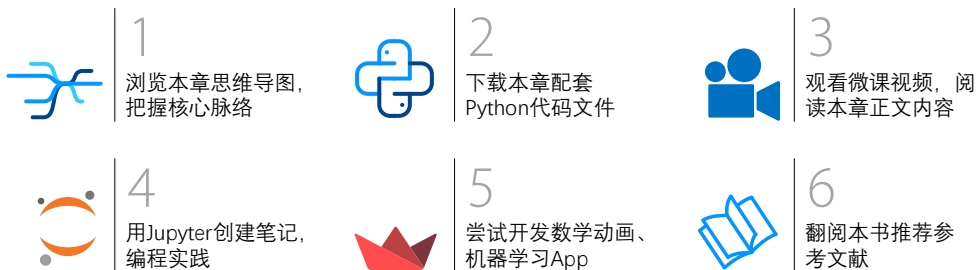 1
浏览本章思维导图，
把握核心脉络
2
下载本章配套
Python代码文件
3
观看微课视频，阅
读本章正文内容
4
用Jupyter创建笔记，
编程实践
5
尝试开发数学动画、
机器学习App
6
翻阅本书推荐参
考文献